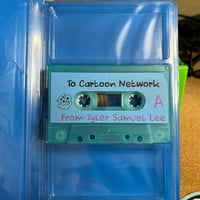 To Cartoon Network
A
From Tyler Samuel Lee